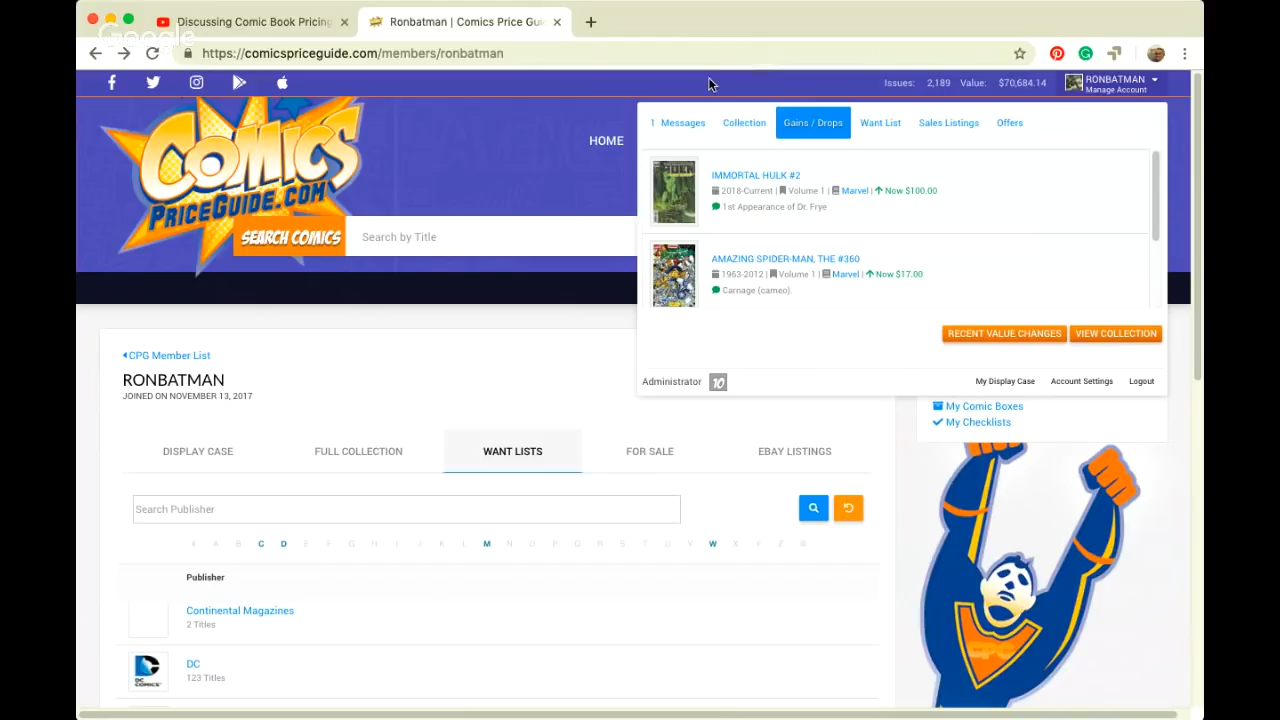 Discussing Comic Book Pricing
Ronbatman | Comics Price Gui
Google
https://comicspriceguide.com/members/ronbatman
Issues: 2,189 Value: $70,684.14
RONBATMAN
Manage Account
COMICS
PRICEGUIDE.COM
HOME
1 Messages Collection Gains / Drops Want List Sales Listings Offers
IMMORTAL HULK #2
2018-Current | Volume 1 | Marvel | Now $100.00
1st Appearance of Dr. Frye
SEARCH COMICS Search by Title
AMAZING SPIDER-MAN, THE #360
1963-2012 | Volume 1 | Marvel | Now $17.00
Carnage (cameo).
RECENT VALUE CHANGES VIEW COLLECTION
Administrator 10 My Display Case Account Settings Logout
CPG Member List
RONBATMAN
JOINED ON NOVEMBER 13, 2017
My Comic Boxes
My Checklists
DISPLAY CASE FULL COLLECTION WANT LISTS FOR SALE EBAY LISTINGS
Search Publisher
# A B C D E F G H I J K L M N O P Q R S T U V W X Y Z
Publisher
Continental Magazines
2 Titles
DC
123 Titles
DC
COMICS